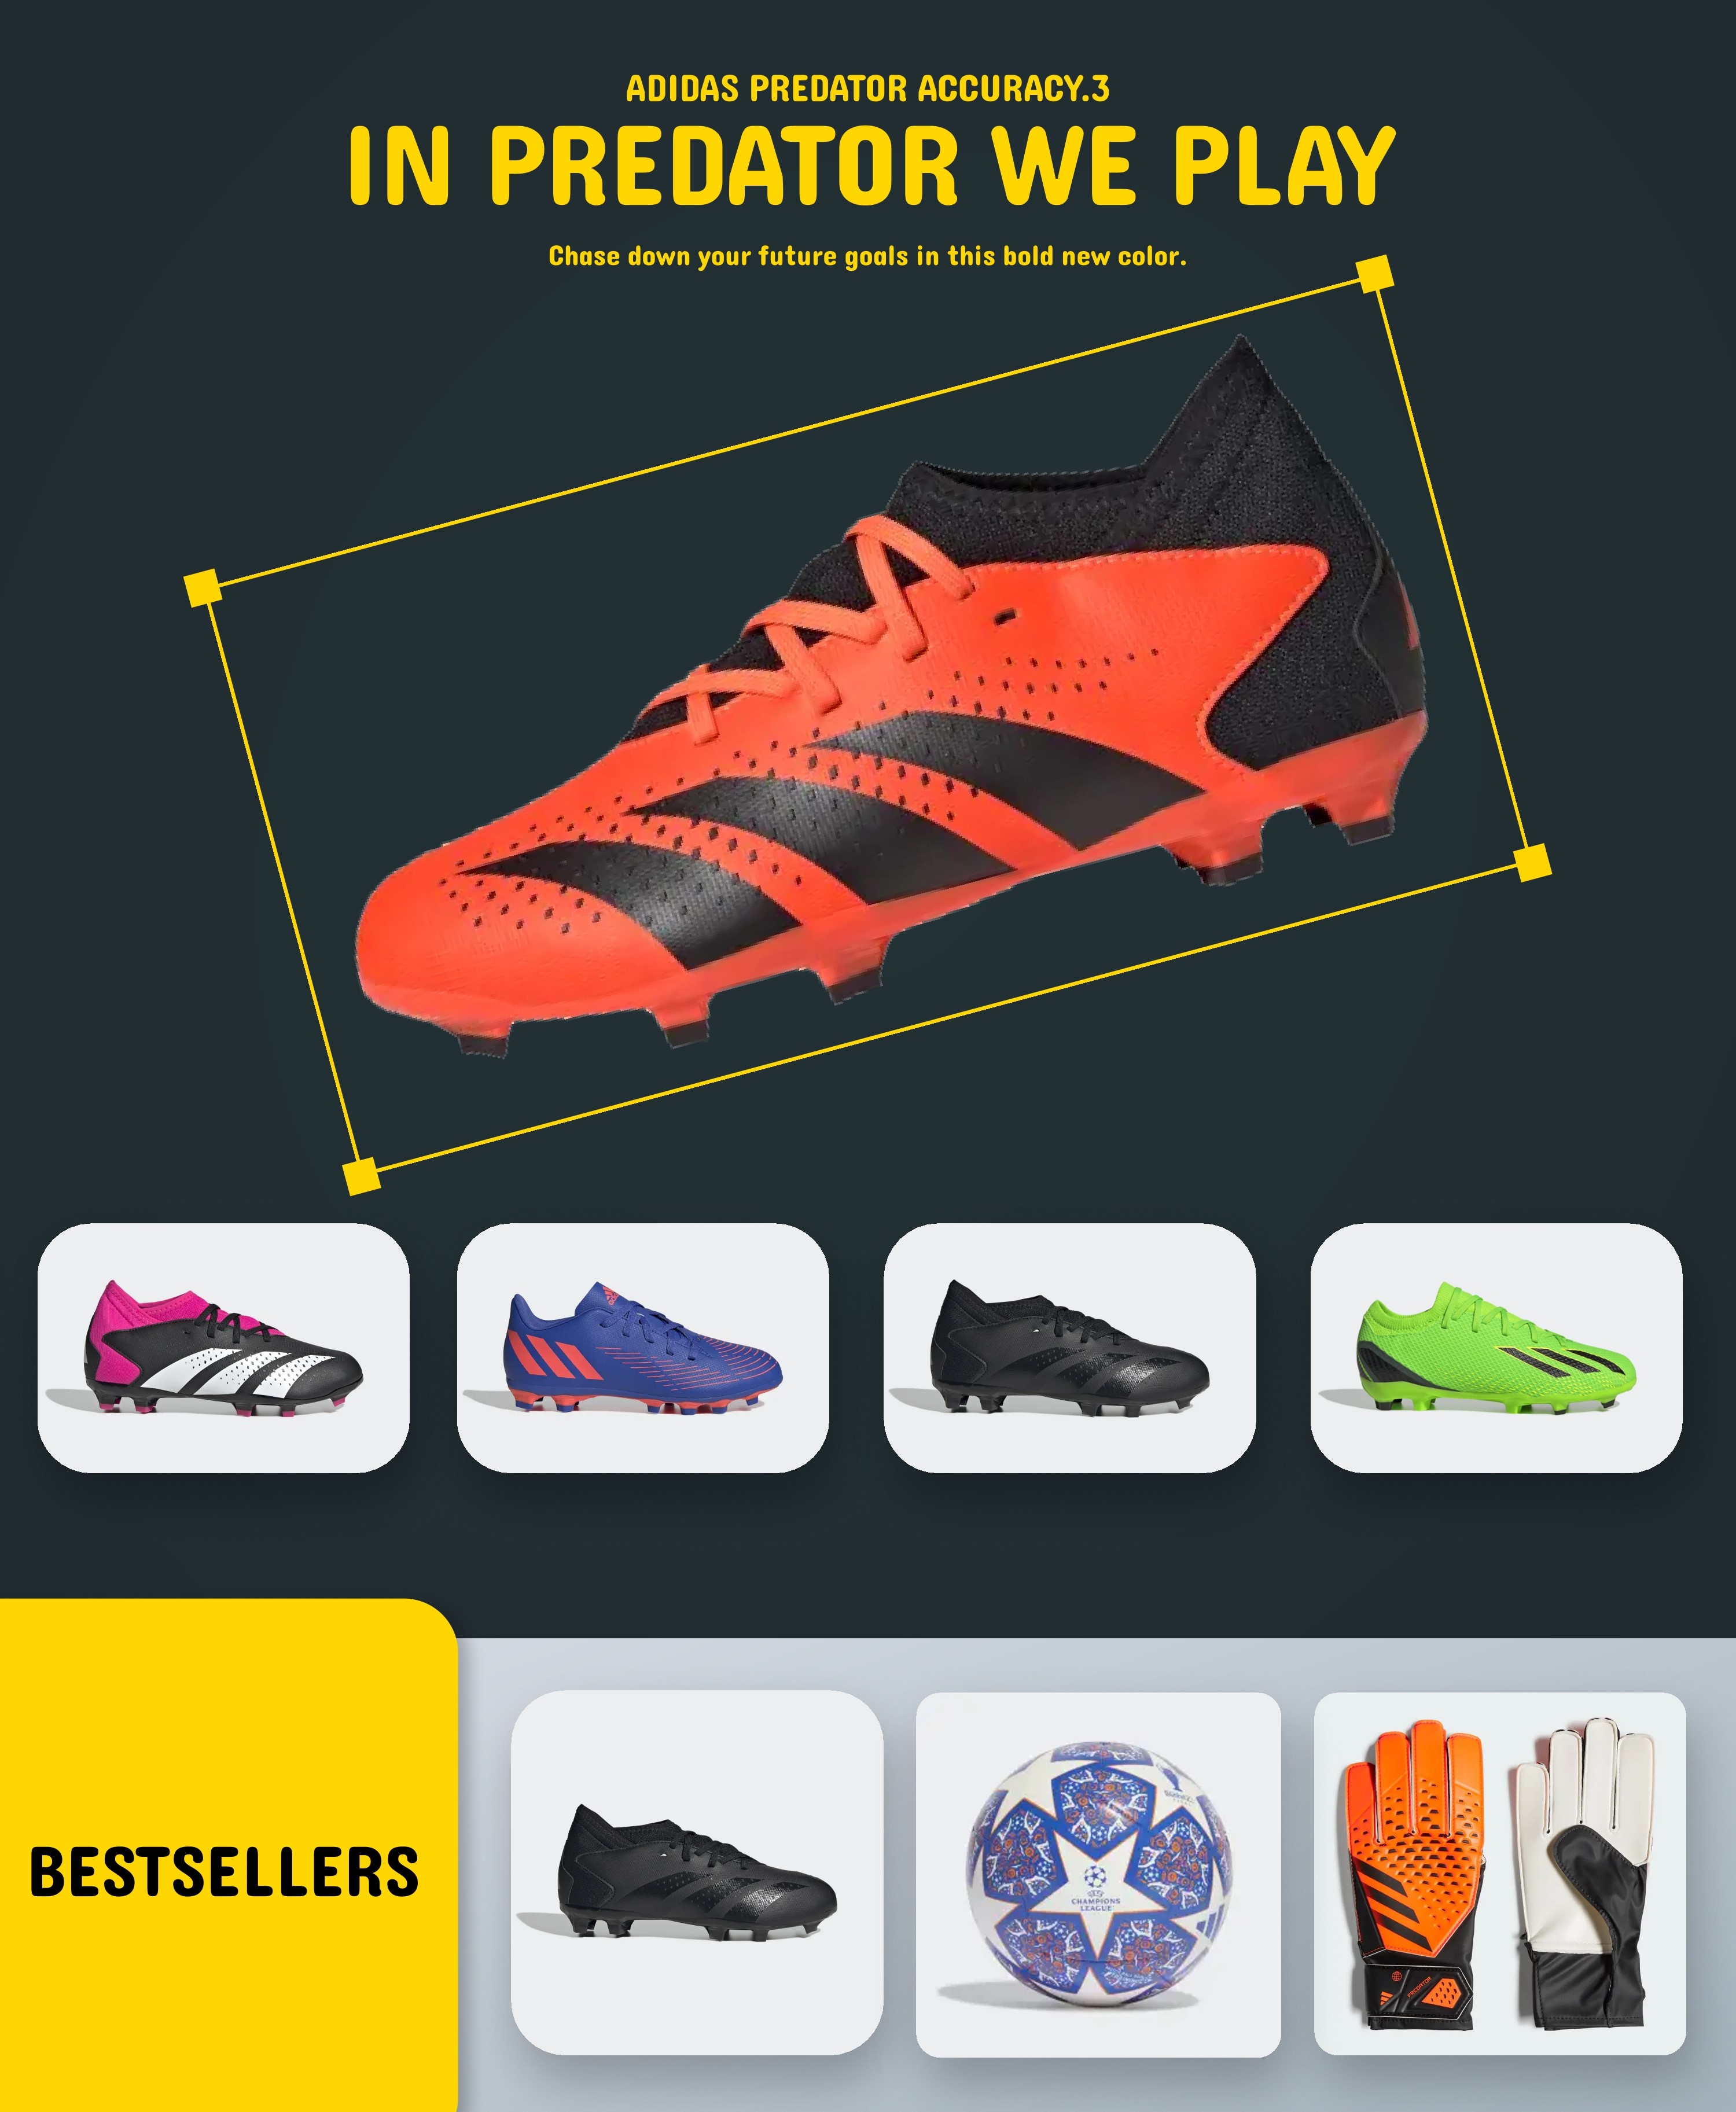 ADIDAS PREDATOR ACCURACY.3
IN PREDATOR WE PLAY
Chase down your future goals in this bold new color.
BESTSELLERS
CHAMPIONS
LEAGUE
PREDATOR